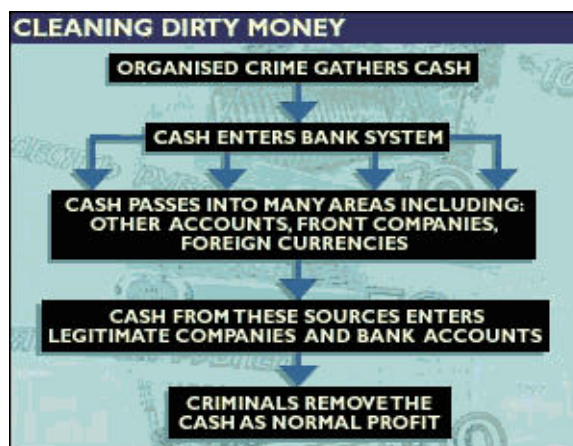 CLEANING DIRTY MONEY
ORGANISED CRIME GATHERS CASH
CASH ENTERS BANK SYSTEM
CASH PASSES INTO MANY AREAS INCLUDING:
OTHER ACCOUNTS, FRONT COMPANIES,
FOREIGN CURRENCIES
CASH FROM THESE SOURCES ENTERS
LEGITIMATE COMPANIES AND BANK ACCOUNTS
CRIMINALS REMOVE THE
CASH AS NORMAL PROFIT